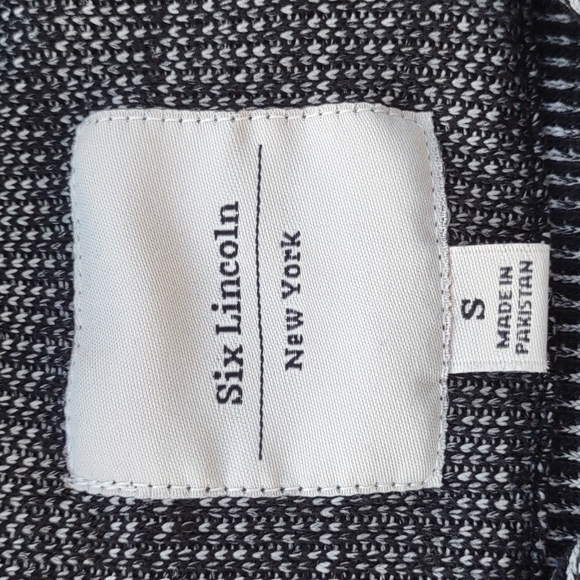 Six Lincoln
New York
S
MADE IN
PAKISTAN